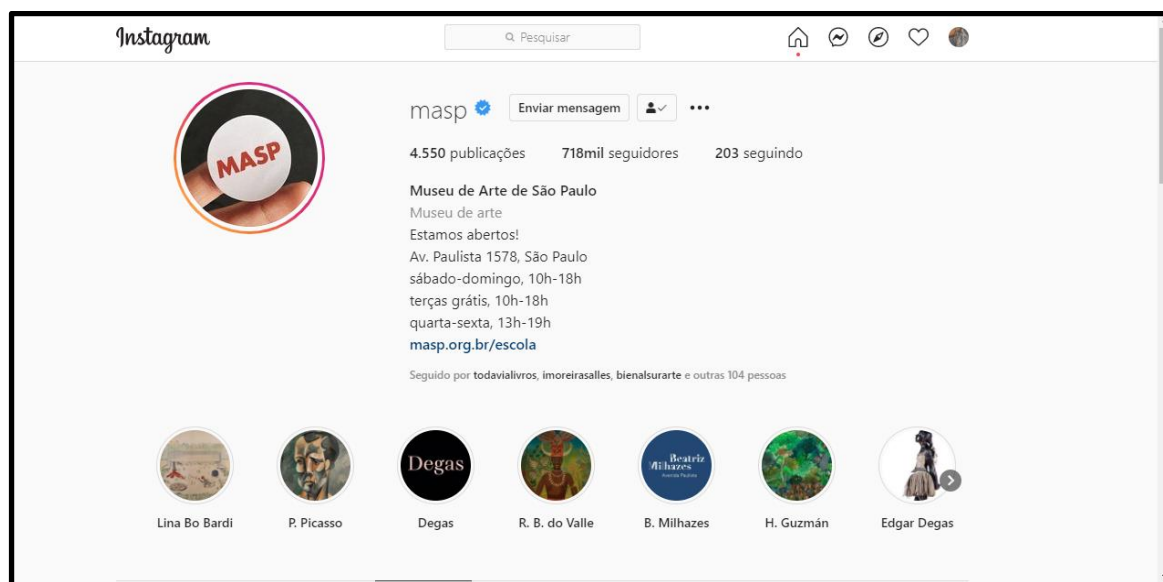 Instagram
Pesquisar
MASP
masp
Enviar mensagem
4.550 publicações 718mil seguidores 203 seguindo
Museu de Arte de São Paulo
Museu de arte
Estamos abertos!
Av. Paulista 1578, São Paulo
sábado-domingo, 10h-18h
terças grátis, 10h-18h
quarta-sexta, 13h-19h
masp.org.br/escola
Seguido por todavialivros, imoreirasalles, bienalsurarte e outras 104 pessoas
Degas
Beatriz
Milhazes
Avenida Paulista
Lina Bo Bardi P. Picasso Degas R. B. do Valle B. Milhazes H. Guzmán Edgar Degas